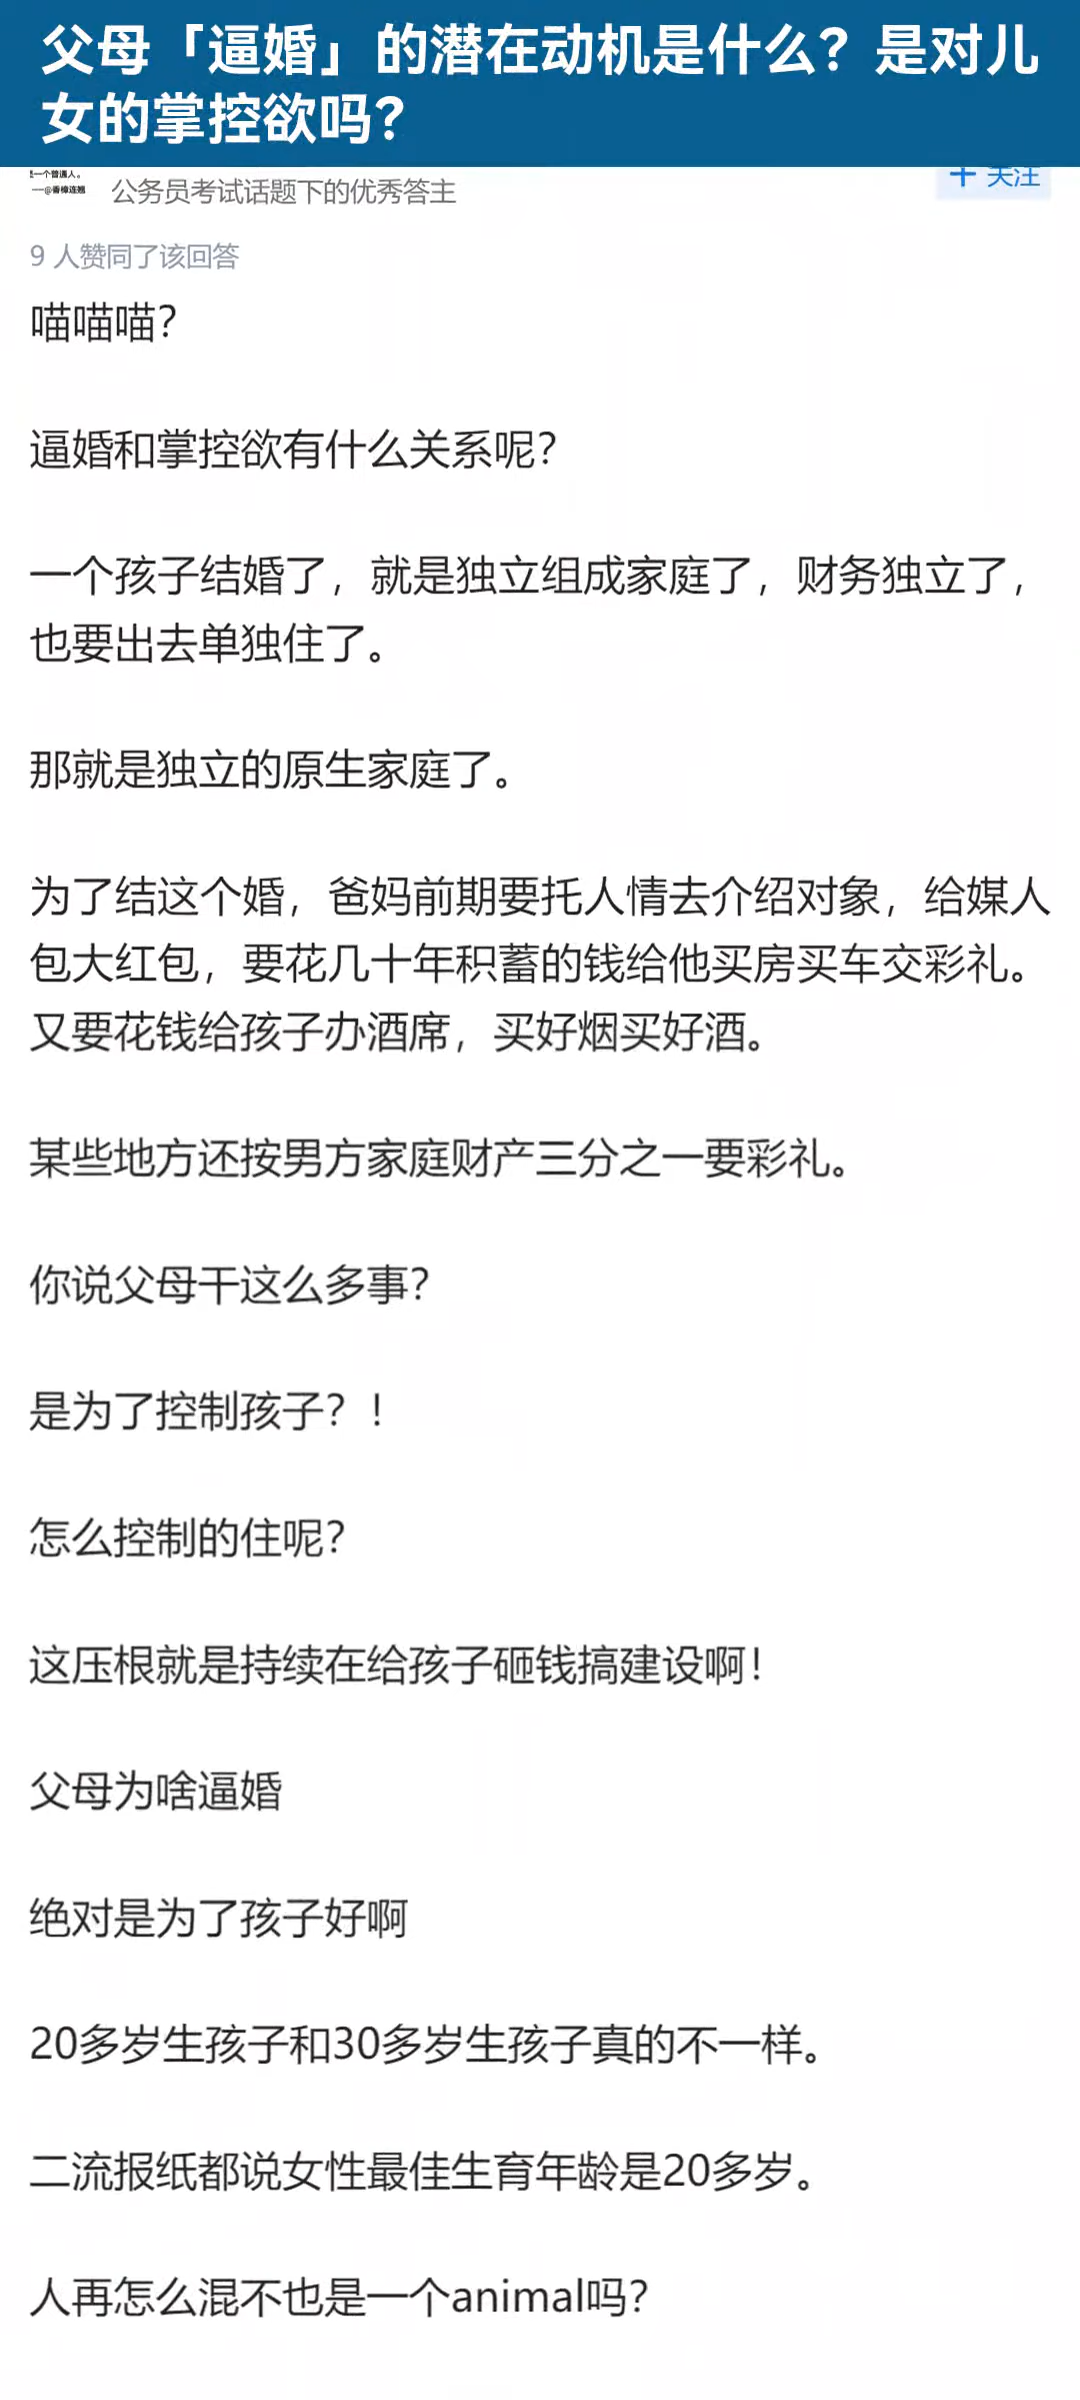 父母「逼婚」的潜在动机是什么？是对儿
女的掌控欲吗？
是一个普通人。
—@香樟连翘
公务员考试话题下的优秀答主
+ 关注
9 人赞同了该回答
喵喵喵？
逼婚和掌控欲有什么关系呢？
一个孩子结婚了，就是独立组成家庭了，财务独立了，
也要出去单独住了。
那就是独立的原生家庭了。
为了结这个婚，爸妈前期要托人情去介绍对象，给媒人
包大红包，要花几十年积蓄的钱给他买房买车交彩礼。
又要花钱给孩子办酒席，买好烟买好酒。
某些地方还按男方家庭财产三分之一要彩礼。
你说父母干这么多事？
是为了控制孩子？！
怎么控制的住呢？
这压根就是持续在给孩子砸钱搞建设啊！
父母为啥逼婚
绝对是为了孩子好啊
20多岁生孩子和30多岁生孩子真的不一样。
二流报纸都说女性最佳生育年龄是20多岁。
人再怎么混不也是一个animal吗？